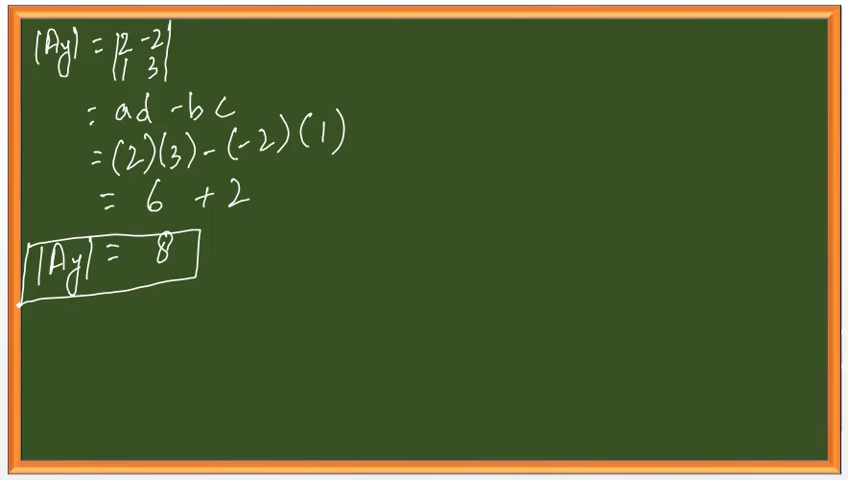 |Ay| = |2 -2|
|1 3|
= ad - bc
= (2)(3) - (-2)(1)
= 6 + 2
|Ay| = 8